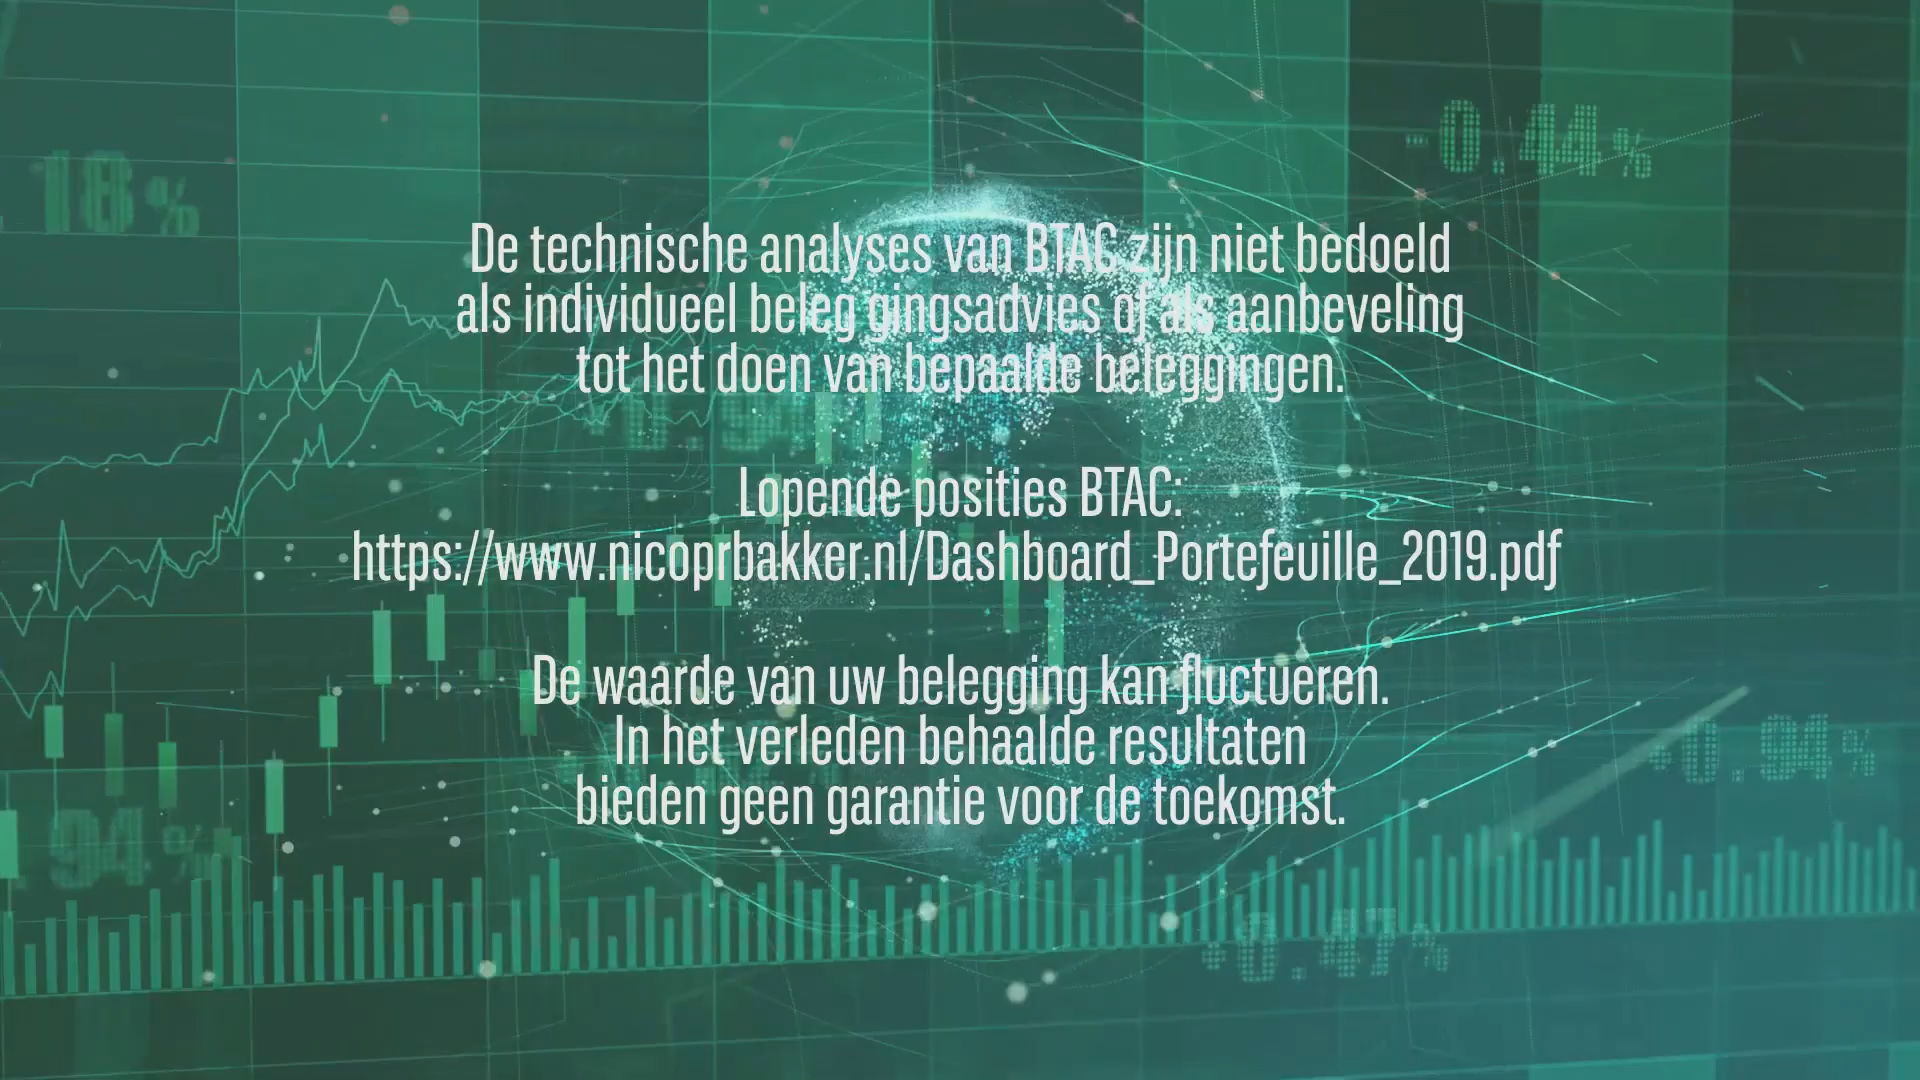 18%
-0.44%
De technische analyses van BTAC zijn niet bedoeld
als individueel beleg gingsadvies of als aanbeveling
tot het doen van bepaalde beleggingen.
Lopende posities BTAC:
https://www.nicoprbakker.nl/Dashboard_Portefeuille_2019.pdf
De waarde van uw belegging kan fluctueren.
In het verleden behaalde resultaten
bieden geen garantie voor de toekomst.
94%